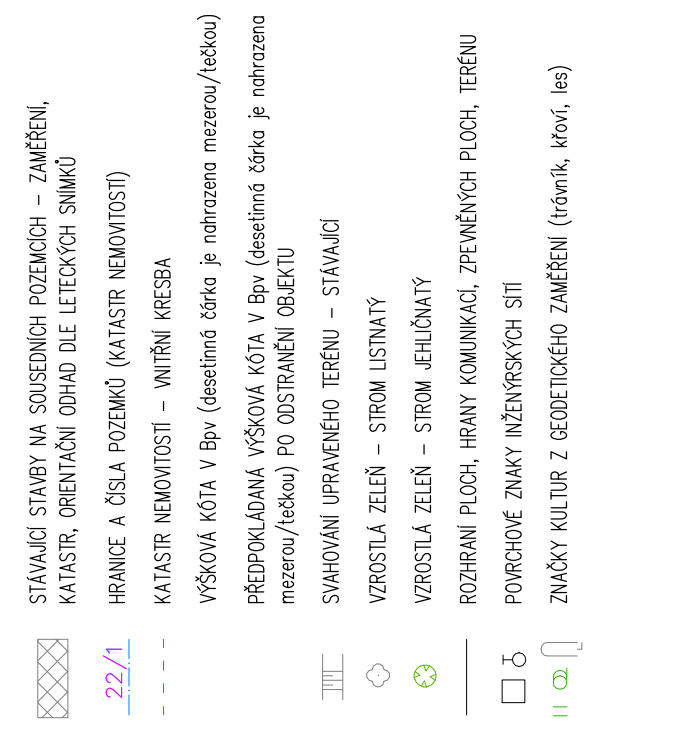 STÁVAJÍCÍ STAVBY NA SOUSEDNÍCH POZEMCÍCH – ZAMĚŘENÍ,
KATASTR, ORIENTAČNÍ ODHAD DLE LETECKÝCH SNÍMKŮ
22/1 HRANICE A ČÍSLA POZEMKŮ (KATASTR NEMOVITOSTÍ)
KATASTR NEMOVITOSTÍ – VNITŘNÍ KRESBA
VÝŠKOVÁ KÓTA V Bpv (desetinná čárka je nahrazena mezerou/tečkou)
PŘEDPOKLÁDANÁ VÝŠKOVÁ KÓTA V Bpv (desetinná čárka je nahrazena
mezerou/tečkou) PO ODSTRANĚNÍ OBJEKTU
SVAHOVÁNÍ UPRAVENÉHO TERÉNU – STÁVAJÍCÍ
VZROSTLÁ ZELEŇ – STROM LISTNATÝ
VZROSTLÁ ZELEŇ – STROM JEHLIČNATÝ
ROZHRANÍ PLOCH, HRANY KOMUNIKACÍ, ZPEVNĚNÝCH PLOCH, TERÉNU
POVRCHOVÉ ZNAKY INŽENÝRSKÝCH SÍTÍ
ZNAČKY KULTUR Z GEODETICKÉHO ZAMĚŘENÍ (trávník, křoví, les)